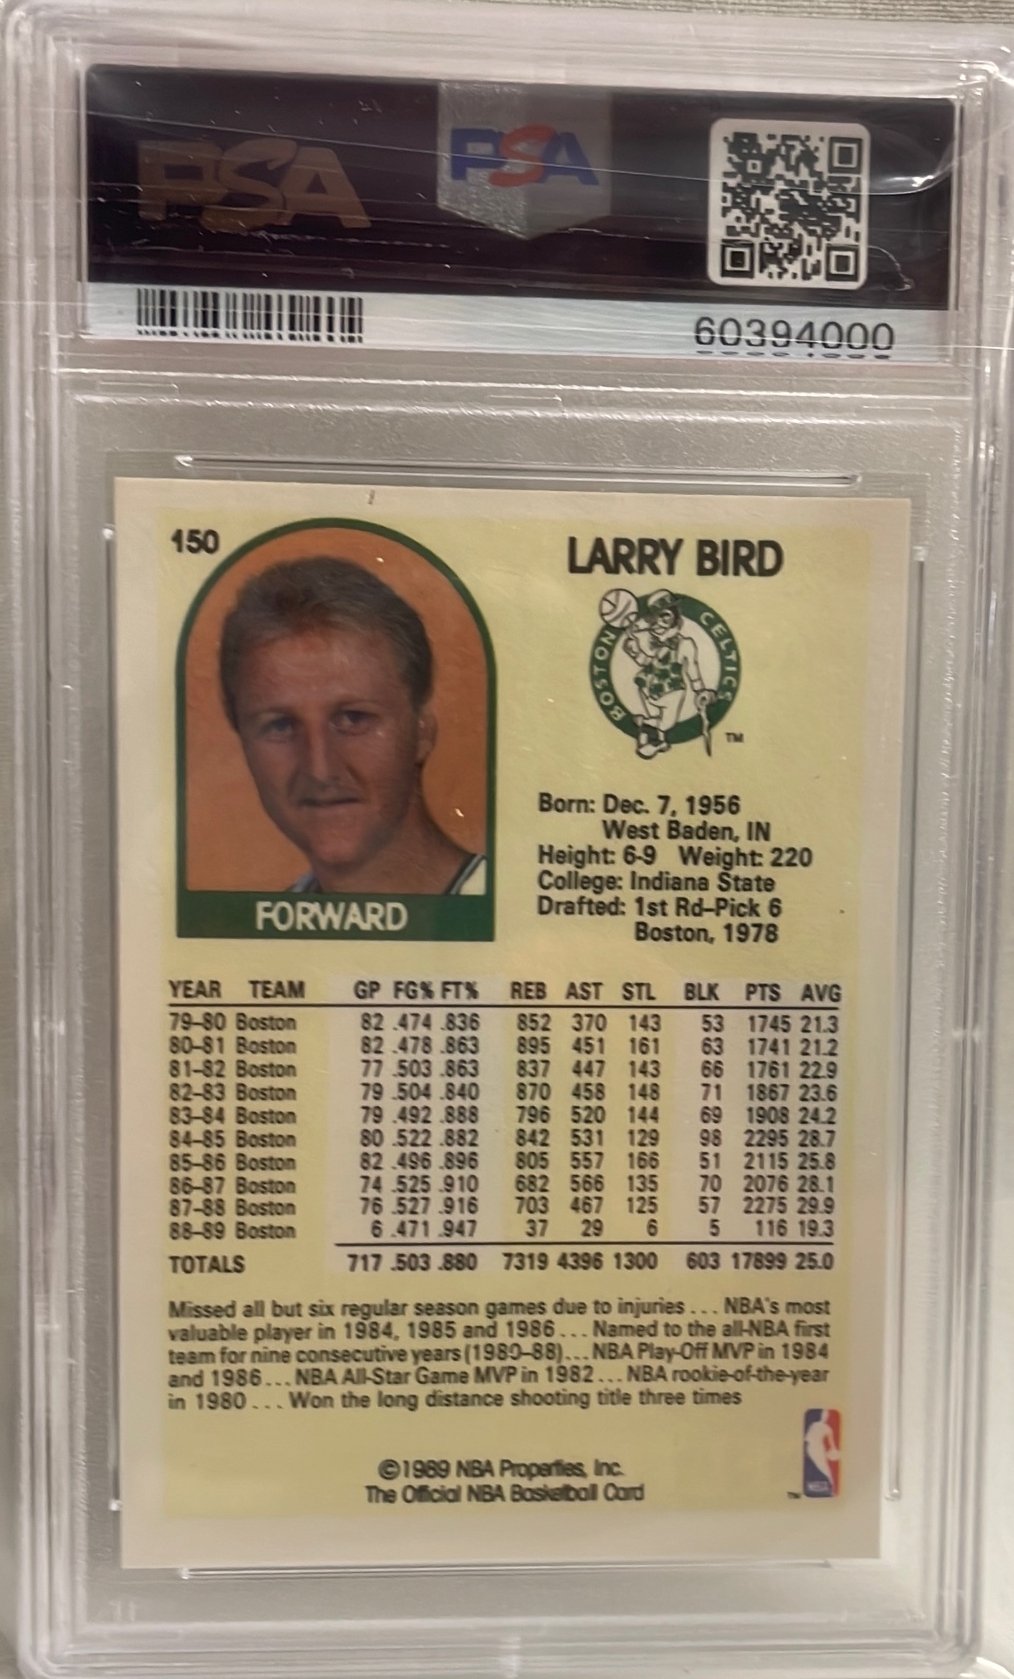 PSA PSA
60394000
150
LARRY BIRD
BOSTON CELTICS
TM
Born: Dec. 7, 1956
West Baden, IN
Height: 6-9 Weight: 220
College: Indiana State
Drafted: 1st Rd-Pick 6
Boston, 1978
FORWARD
YEAR TEAM GP FG% FT% REB AST STL BLK PTS AVG
79-80 Boston 82 .474 .836 852 370 143 53 1745 21.3
80-81 Boston 82 .478 .863 895 451 161 63 1741 21.2
81-82 Boston 77 .503 .863 837 447 143 66 1761 22.9
82-83 Boston 79 .504 .840 870 458 148 71 1867 23.6
83-84 Boston 79 .492 .888 796 520 144 69 1908 24.2
84-85 Boston 80 .522 .882 842 531 129 98 2295 28.7
85-86 Boston 82 .496 .896 805 557 166 51 2115 25.8
86-87 Boston 74 .525 .910 682 566 135 70 2076 28.1
87-88 Boston 76 .527 .916 703 467 125 57 2275 29.9
88-89 Boston 6 .471 .947 37 29 6 5 116 19.3
TOTALS 717 .503 .880 7319 4396 1300 603 17899 25.0
Missed all but six regular season games due to injuries ... NBA's most
valuable player in 1984, 1985 and 1986 ... Named to the all-NBA first
team for nine consecutive years (1980-88)... NBA Play-Off MVP in 1984
and 1986 ... NBA All-Star Game MVP in 1982 ... NBA rookie-of-the-year
in 1980 ... Won the long distance shooting title three times
©1989 NBA Properties, Inc.
The Official NBA Basketball Card
TM
NBA